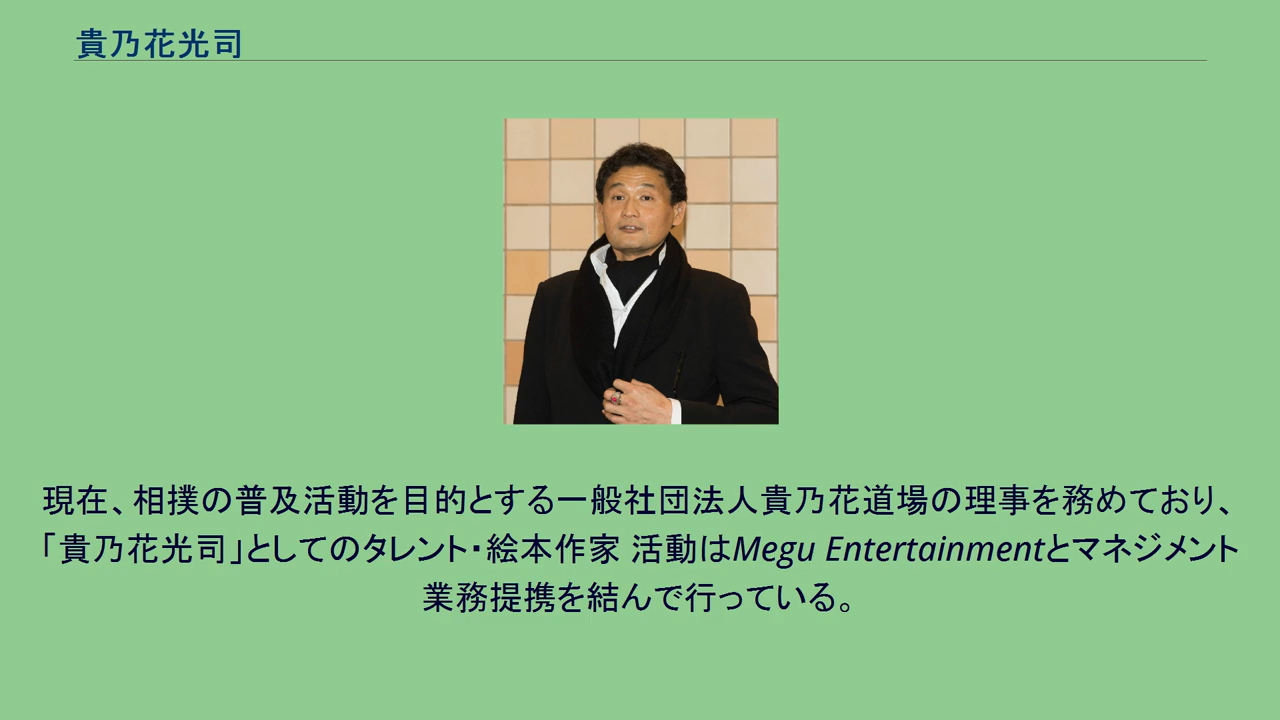 貴乃花光司
現在、相撲の普及活動を目的とする一般社団法人貴乃花道場の理事を務めており、
「貴乃花光司」としてのタレント・絵本作家 活動はMegu Entertainmentとマネジメント
業務提携を結んで行っている。